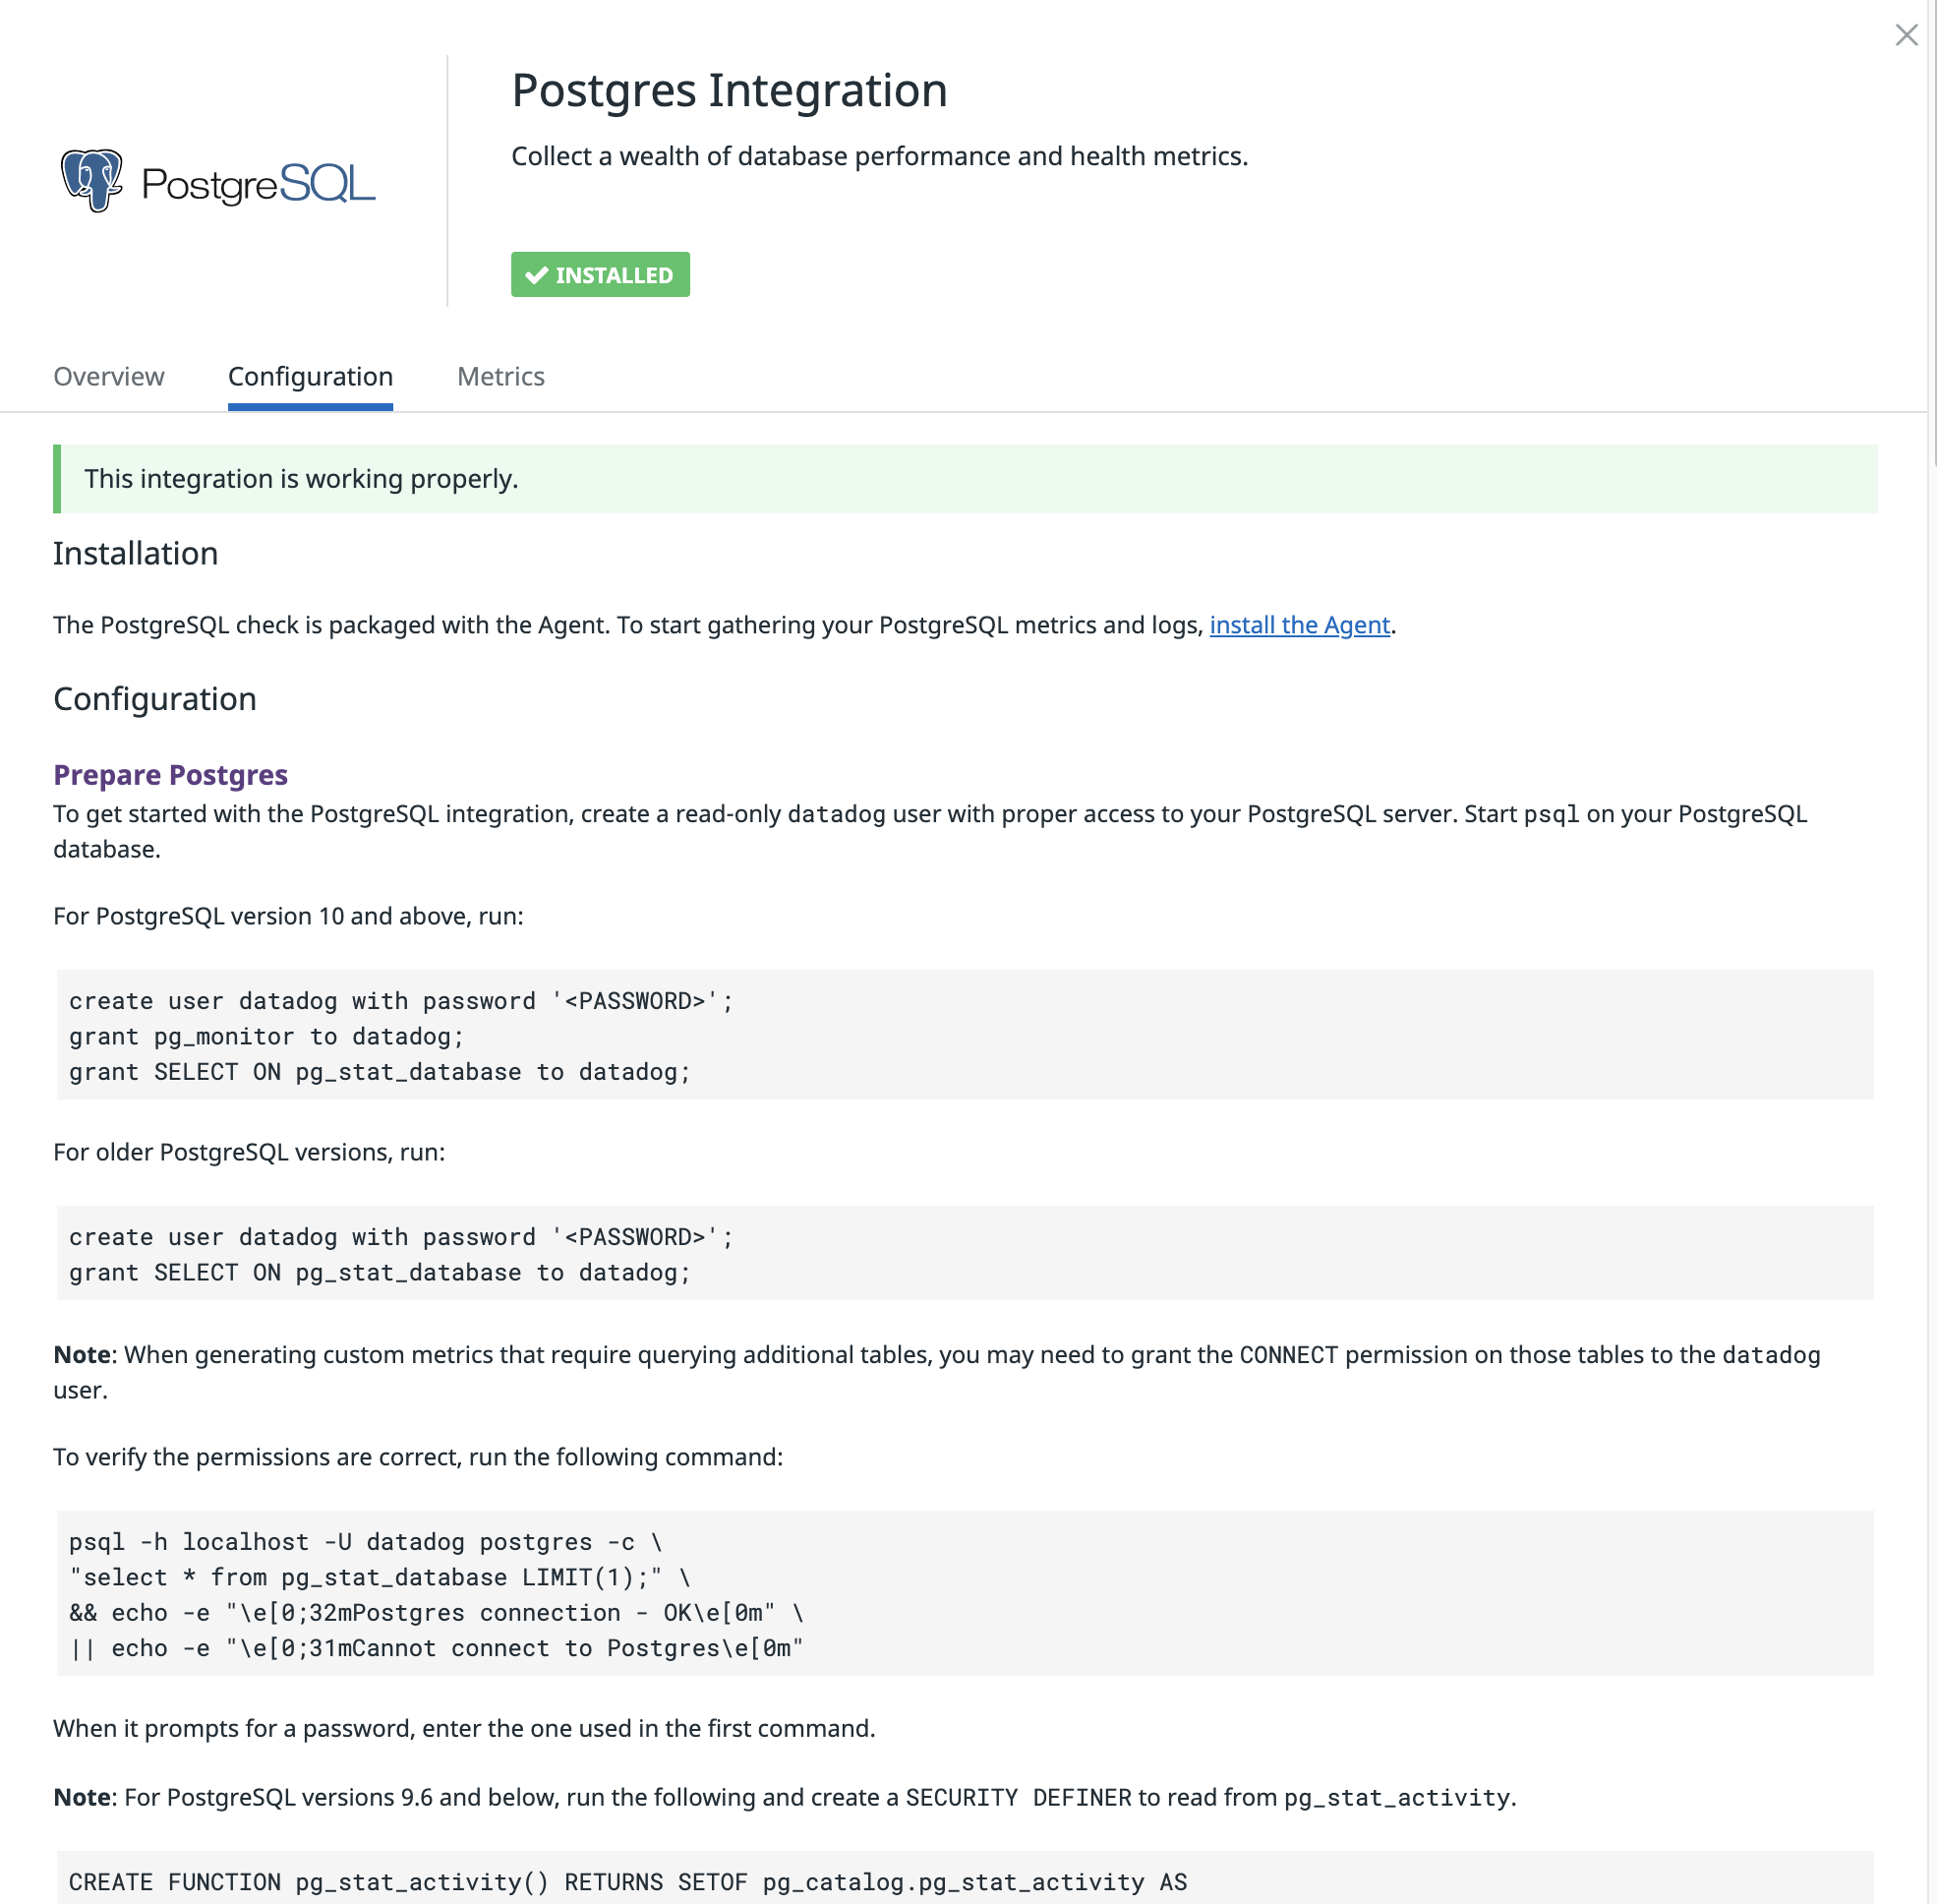 PostgreSQL
Postgres Integration
Collect a wealth of database performance and health metrics.
INSTALLED
Overview
Configuration
Metrics
This integration is working properly.
Installation
The PostgreSQL check is packaged with the Agent. To start gathering your PostgreSQL metrics and logs, install the Agent.
Configuration
Prepare Postgres
To get started with the PostgreSQL integration, create a read-only datadog user with proper access to your PostgreSQL server. Start psql on your PostgreSQL
database.
For PostgreSQL version 10 and above, run:
create user datadog with password '<PASSWORD>';
grant pg_monitor to datadog;
grant SELECT ON pg_stat_database to datadog;
For older PostgreSQL versions, run:
create user datadog with password '<PASSWORD>';
grant SELECT ON pg_stat_database to datadog;
Note: When generating custom metrics that require querying additional tables, you may need to grant the CONNECT permission on those tables to the datadog
user.
To verify the permissions are correct, run the following command:
psql -h localhost -U datadog postgres -c \
"select * from pg_stat_database LIMIT(1);" \
&& echo -e "\e[0;32mPostgres connection - OK\e[0m" \
|| echo -e "\e[0;31mCannot connect to Postgres\e[0m"
When it prompts for a password, enter the one used in the first command.
Note: For PostgreSQL versions 9.6 and below, run the following and create a SECURITY DEFINER to read from pg_stat_activity.
CREATE FUNCTION pg_stat_activity() RETURNS SETOF pg_catalog.pg_stat_activity AS